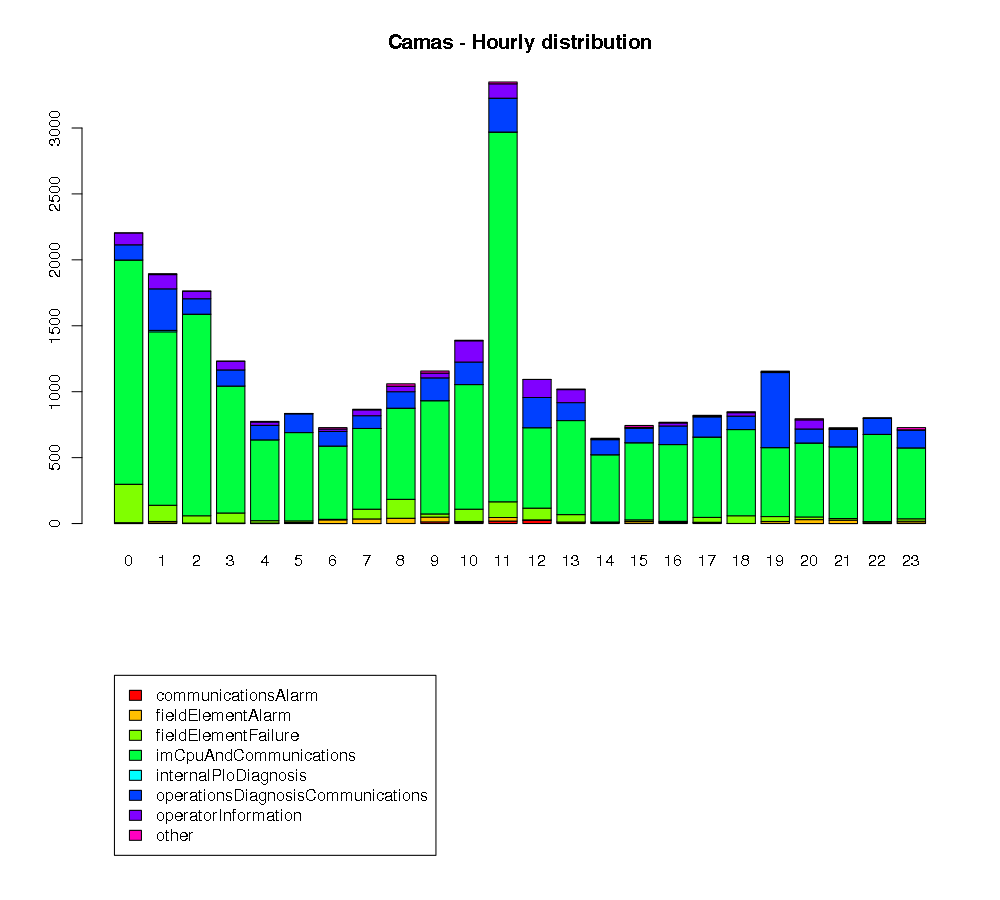 Camas - Hourly distribution
3000
2500
2000
1500
1000
500
0
0 1 2 3 4 5 6 7 8 9 10 11 12 13 14 15 16 17 18 19 20 21 22 23
communicationsAlarm
fieldElementAlarm
fieldElementFailure
imCpuAndCommunications
internalPloDiagnosis
operationsDiagnosisCommunications
operatorInformation
other